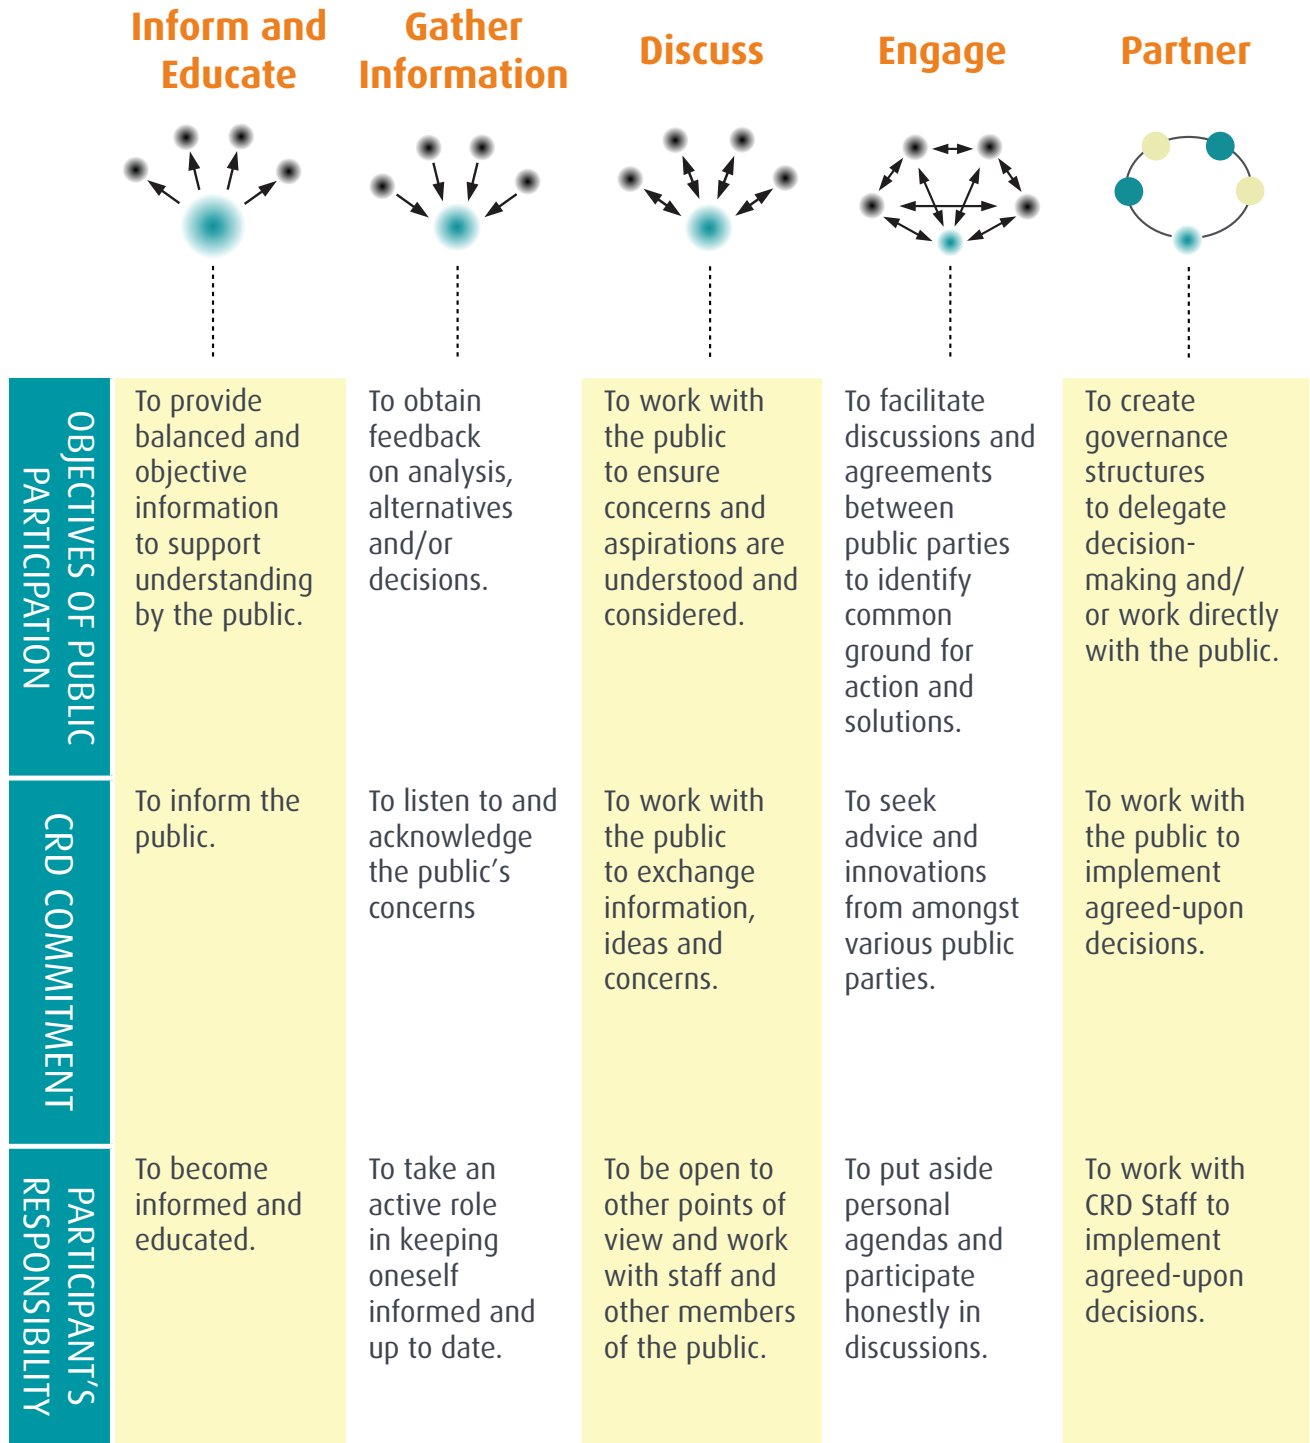 Inform and
Educate
Gather
Information
Discuss
Engage
Partner
OBJECTIVES OF PUBLIC
PARTICIPATION
To provide
balanced and
objective
information
to support
understanding
by the public.
To obtain
feedback
on analysis,
alternatives
and/or
decisions.
To work with
the public
to ensure
concerns and
aspirations are
understood and
considered.
To facilitate
discussions and
agreements
between
public parties
to identify
common
ground for
action and
solutions.
To create
governance
structures
to delegate
decision-
making and/
or work directly
with the public.
CRD COMMITMENT
To inform the
public.
To listen to and
acknowledge
the public’s
concerns
To work with
the public
to exchange
information,
ideas and
concerns.
To seek
advice and
innovations
from amongst
various public
parties.
To work with
the public to
implement
agreed-upon
decisions.
PARTICIPANT’S
RESPONSIBILITY
To become
informed and
educated.
To take an
active role
in keeping
oneself
informed and
up to date.
To be open to
other points of
view and work
with staff and
other members
of the public.
To put aside
personal
agendas and
participate
honestly in
discussions.
To work with
CRD Staff to
implement
agreed-upon
decisions.